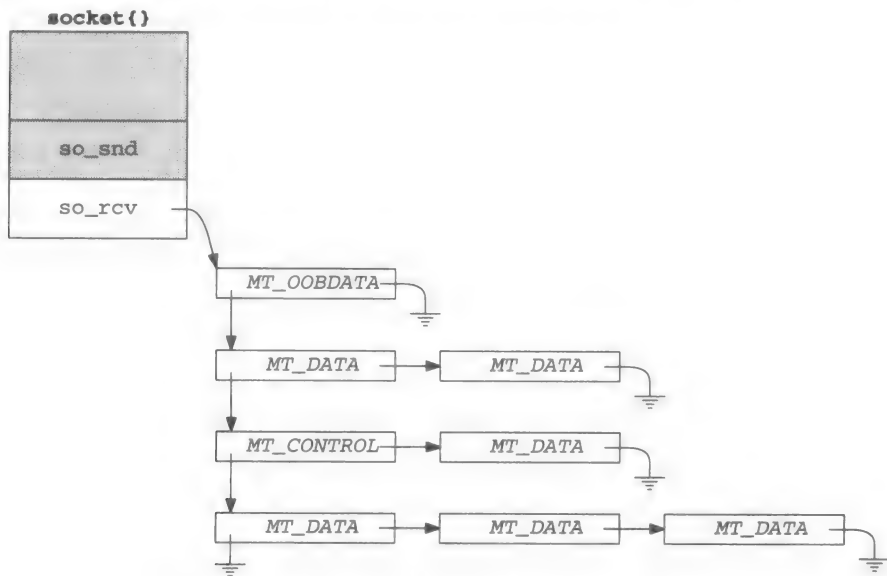 socket{}
so_snd
so_rcv
MT_OOBDATA
MT_DATA MT_DATA
MT_CONTROL MT_DATA
MT_DATA MT_DATA MT_DATA